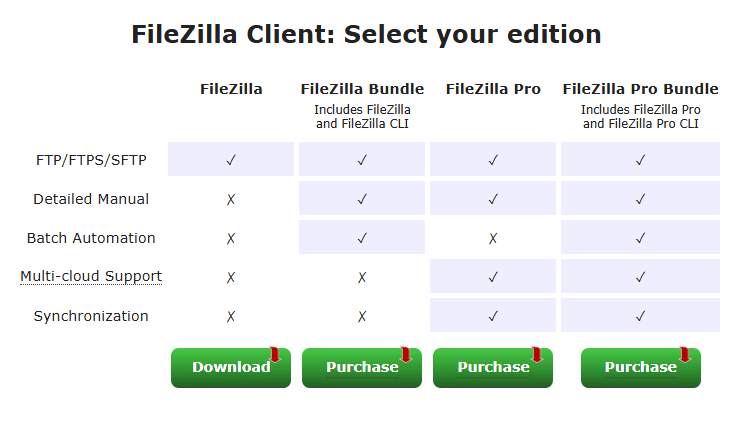 FileZilla Client: Select your edition
FileZilla FileZilla Bundle FileZilla Pro FileZilla Pro Bundle
Includes FileZilla Includes FileZilla Pro
and FileZilla CLI and FileZilla Pro CLI
FTP/FTPS/SFTP ✓ ✓ ✓ ✓
Detailed Manual ✗ ✓ ✓ ✓
Batch Automation ✗ ✓ ✗ ✓
Multi-cloud Support ✗ ✗ ✓ ✓
Synchronization ✗ ✗ ✓ ✓
Download Purchase Purchase Purchase